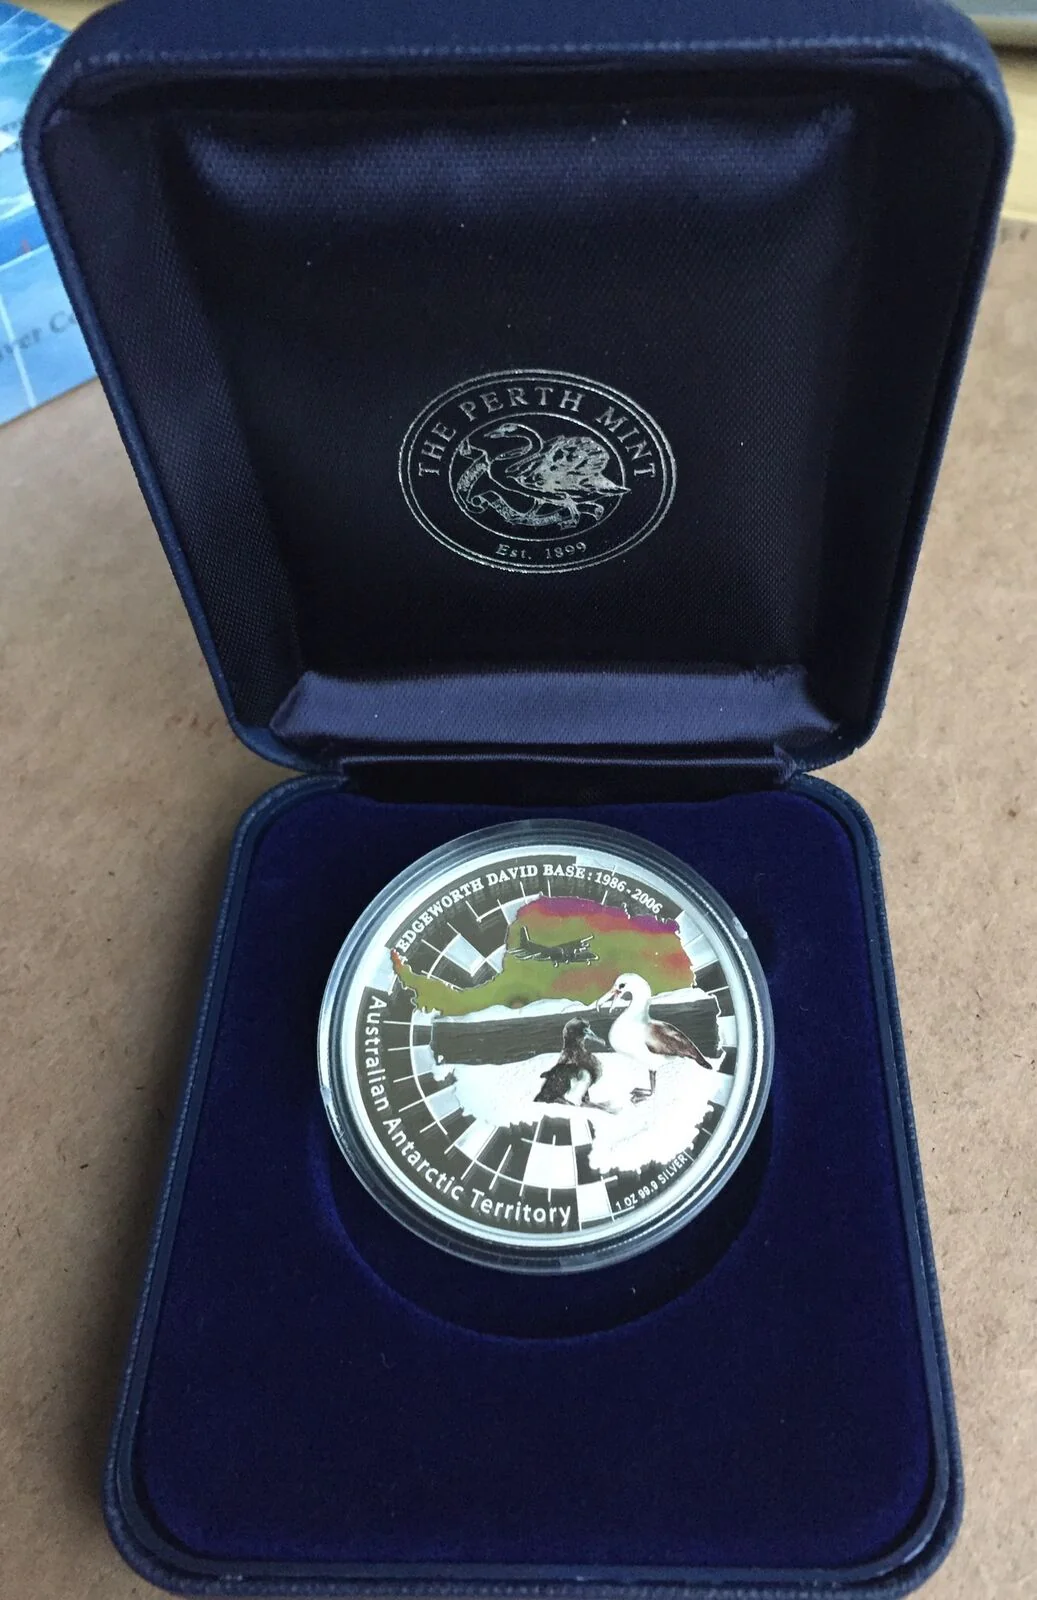 THE PERTH MINT
Est. 1899
EDGEWORTH DAVID BASE: 1986-2006
Australian Antarctic Territory
1 OZ 99.9 SILVER
P